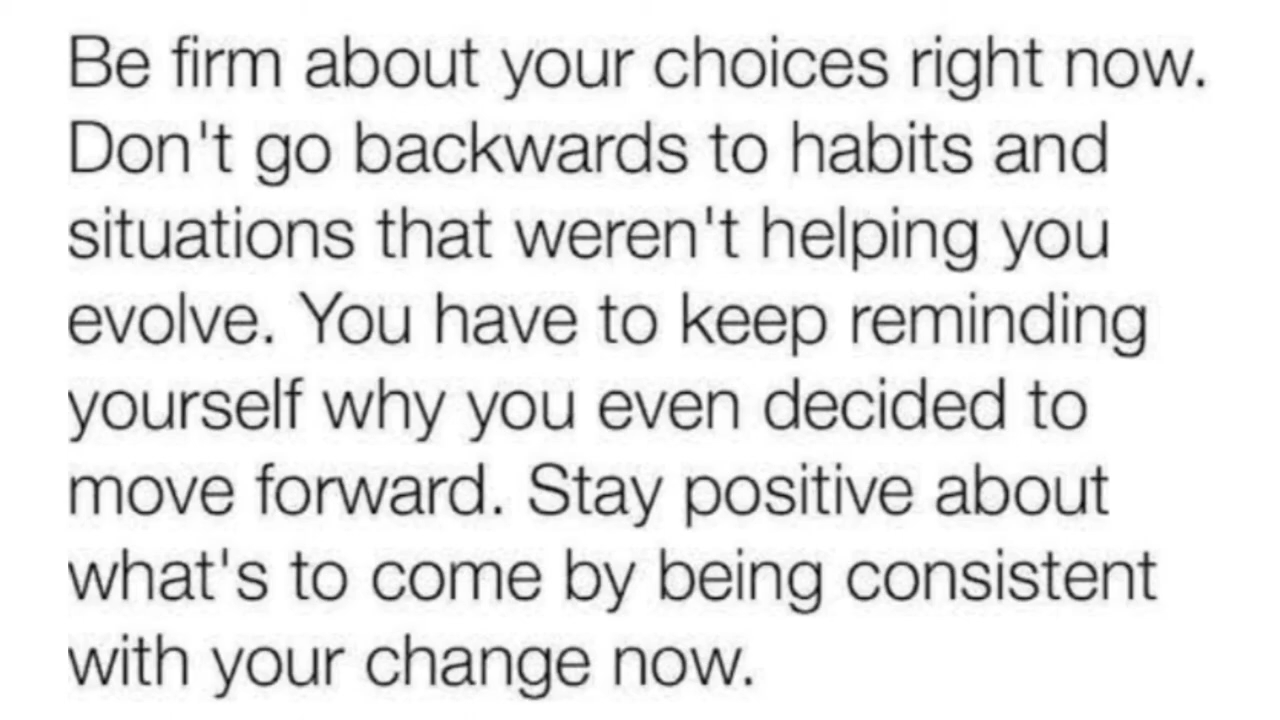 Be firm about your choices right now.
Don't go backwards to habits and
situations that weren't helping you
evolve. You have to keep reminding
yourself why you even decided to
move forward. Stay positive about
what's to come by being consistent
with your change now.